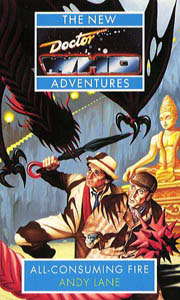 THE NEW
DOCTOR
WHO
ADVENTURES
ALL-CONSUMING FIRE
ANDY LANE